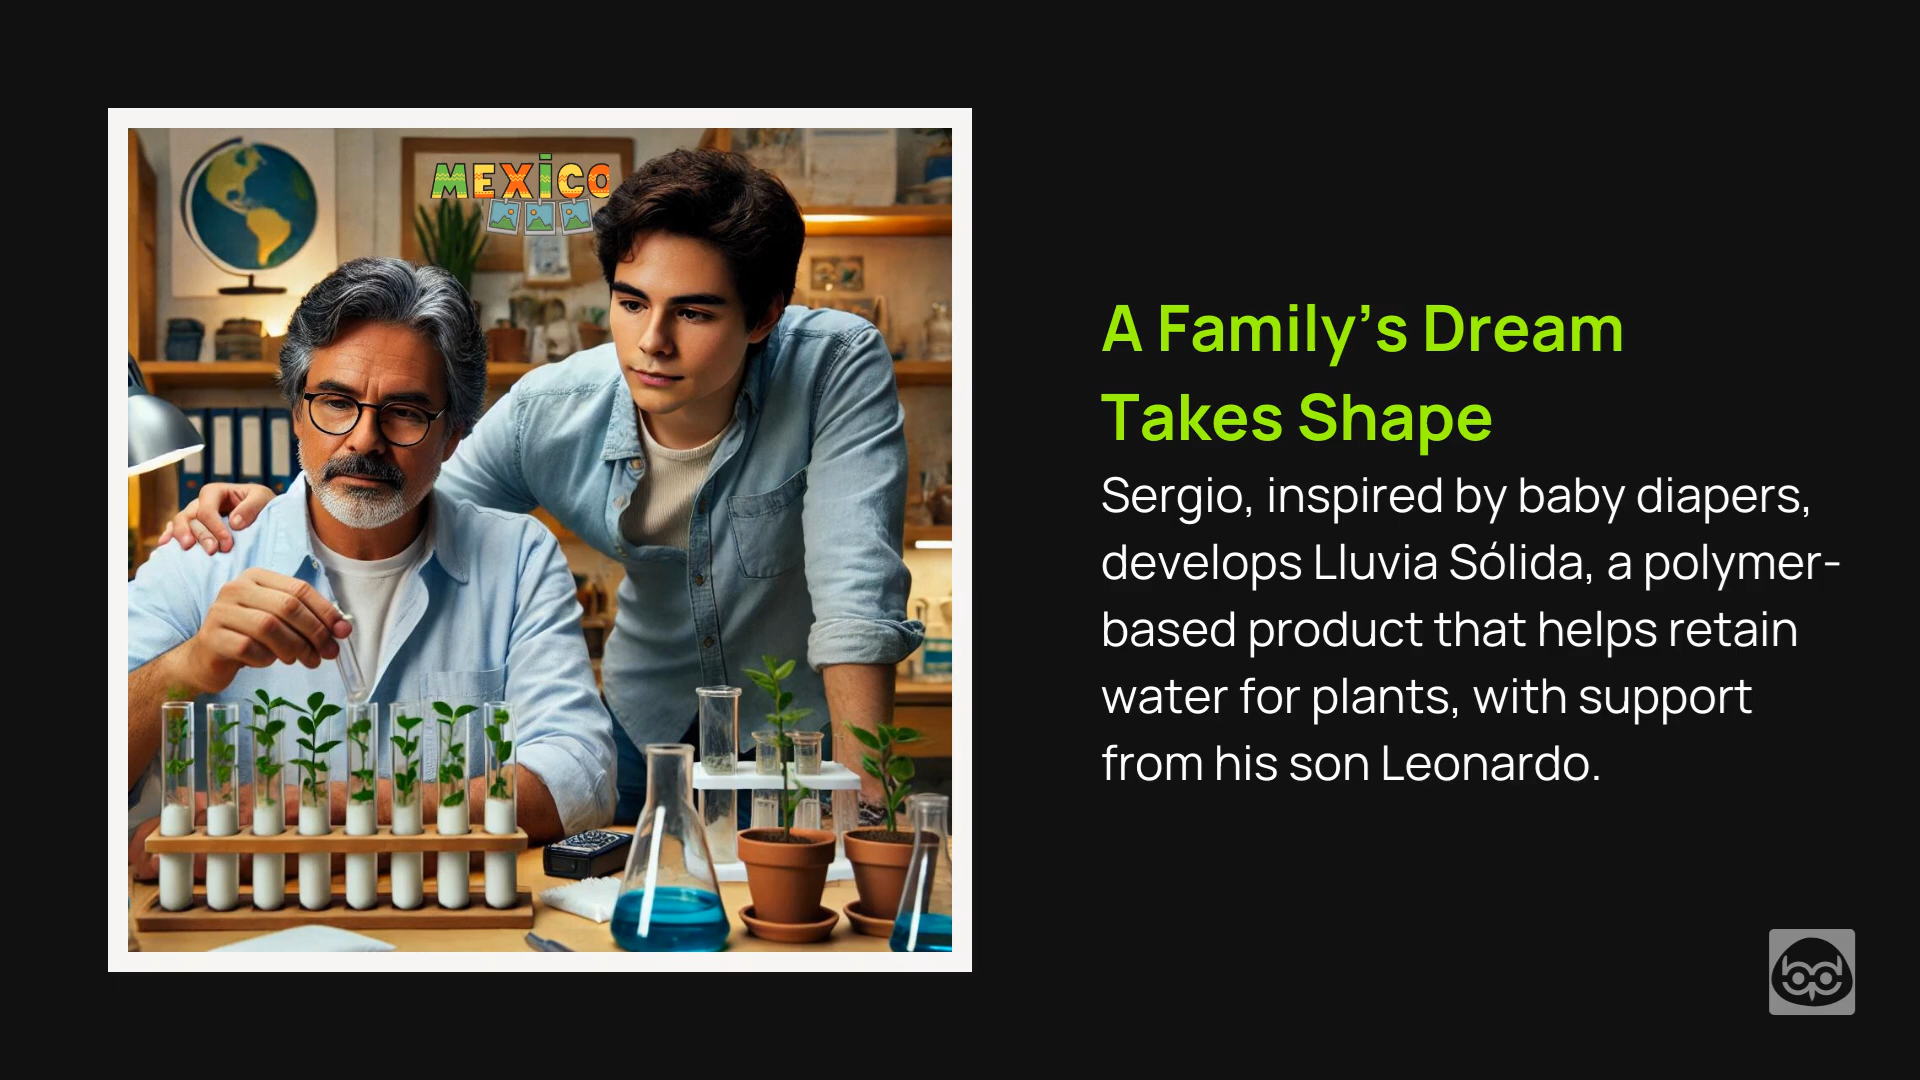 MEXICO
A Family’s Dream
Takes Shape
Sergio, inspired by baby diapers,
develops Lluvia Sólida, a polymer-
based product that helps retain
water for plants, with support
from his son Leonardo.